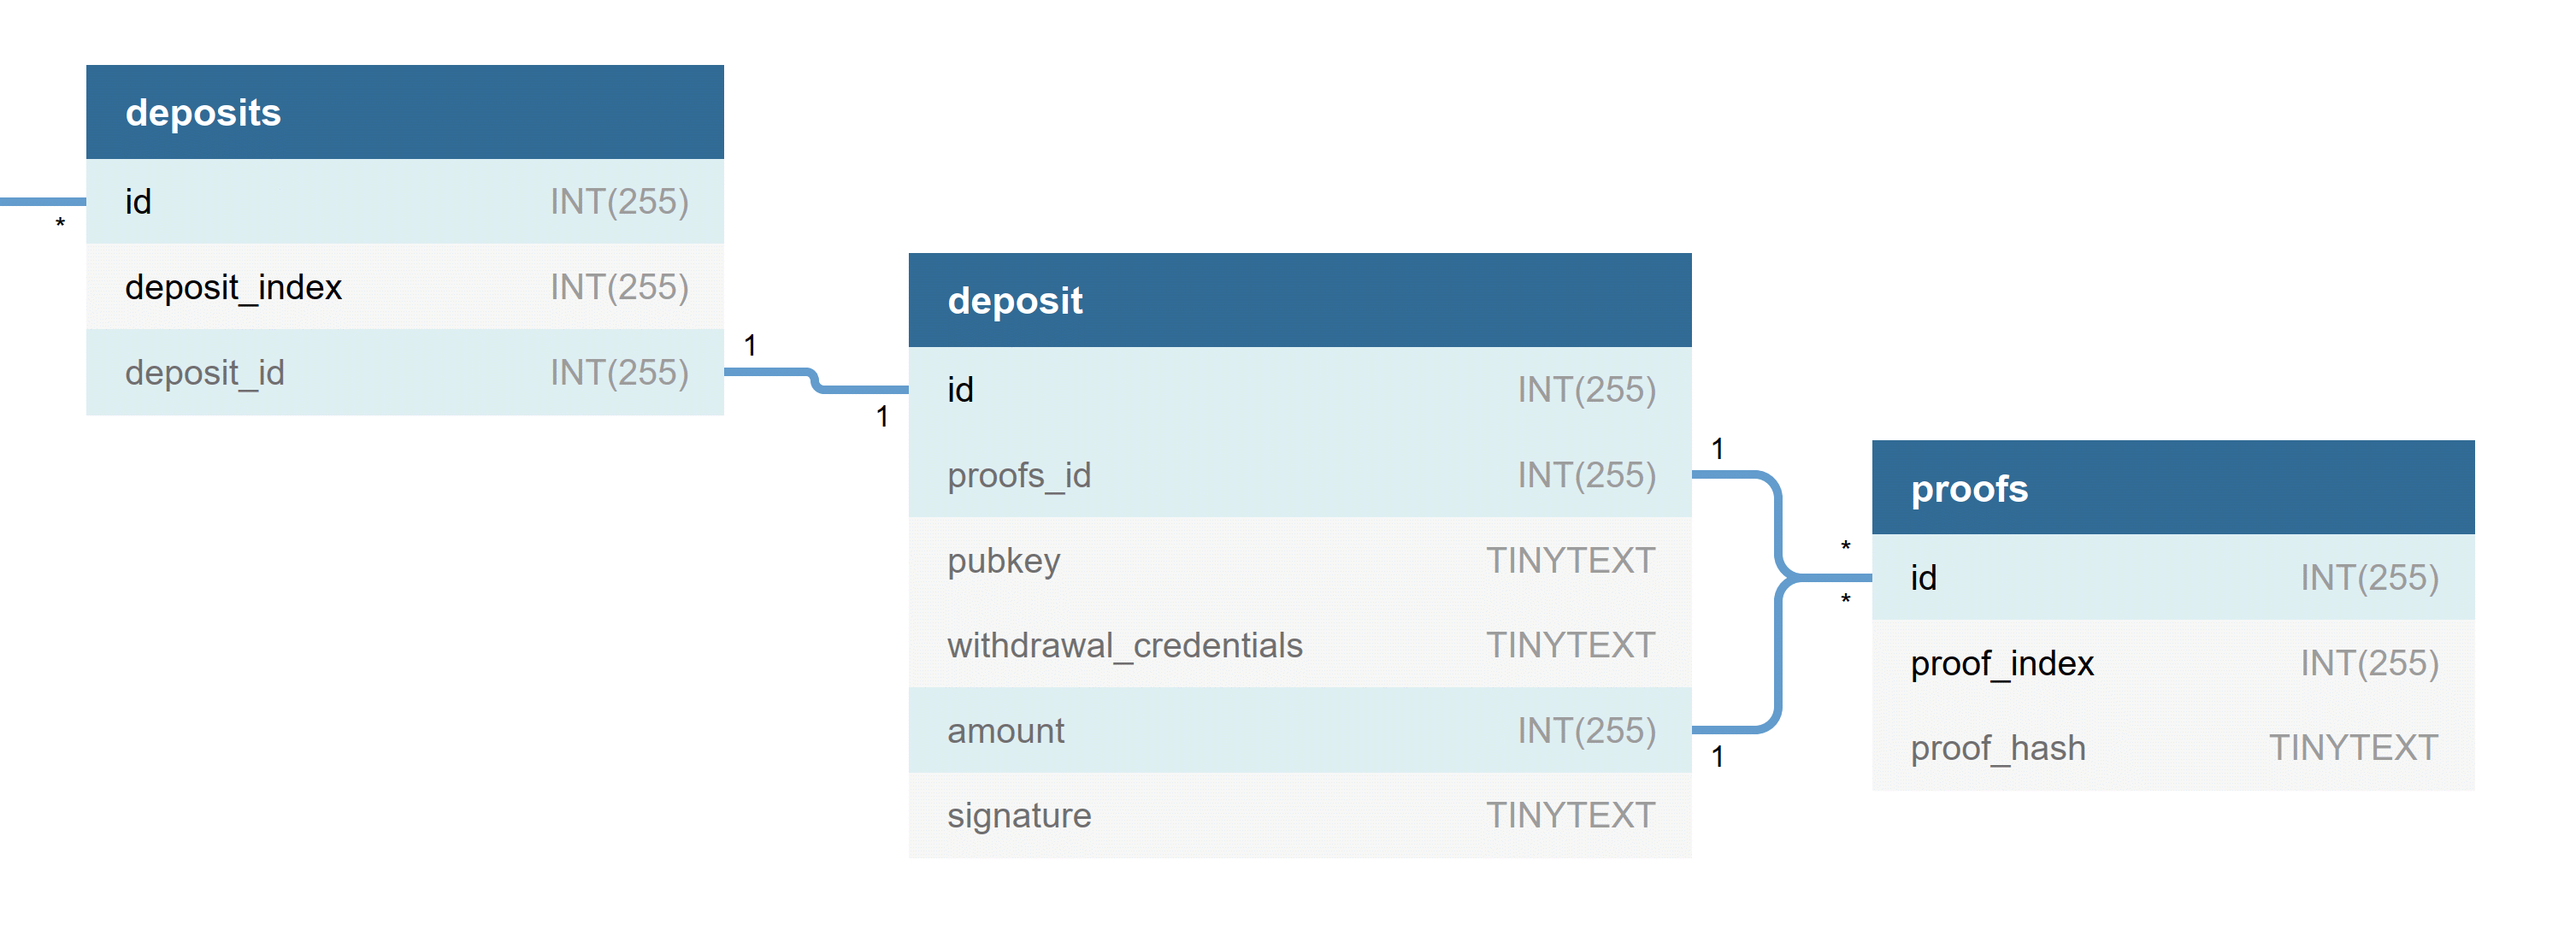 deposits
id INT(255)
*
deposit_index INT(255)
deposit_id INT(255)
1
1
deposit
id INT(255)
proofs_id INT(255)
pubkey TINYTEXT
withdrawal_credentials TINYTEXT
amount INT(255)
signature TINYTEXT
1
*
*
1
proofs
id INT(255)
proof_index INT(255)
proof_hash TINYTEXT